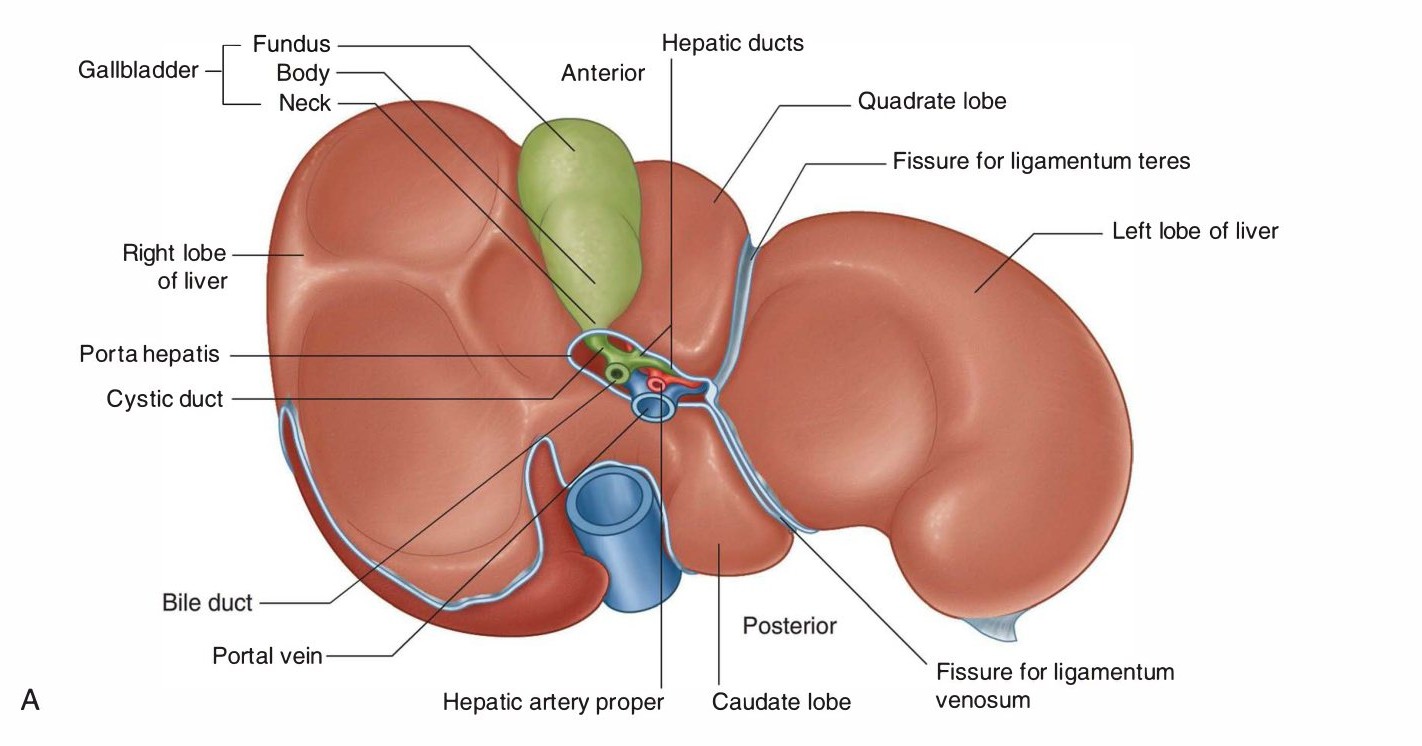 Fundus
Hepatic ducts
Gallbladder
Body
Anterior
Neck
Quadrate lobe
Fissure for ligamentum teres
Left lobe of liver
Right lobe
of liver
Porta hepatis
Cystic duct
Bile duct
Posterior
Portal vein
Fissure for ligamentum
venosum
Hepatic artery proper
Caudate lobe
A